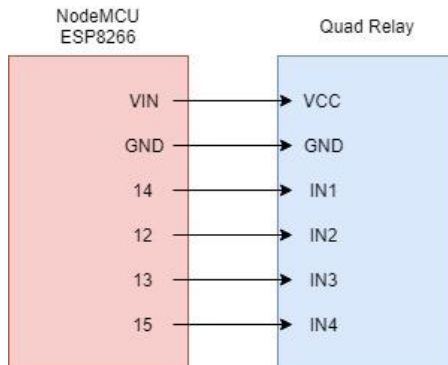 NodeMCU
ESP8266
Quad Relay
VIN VCC
GND GND
14 IN1
12 IN2
13 IN3
15 IN4